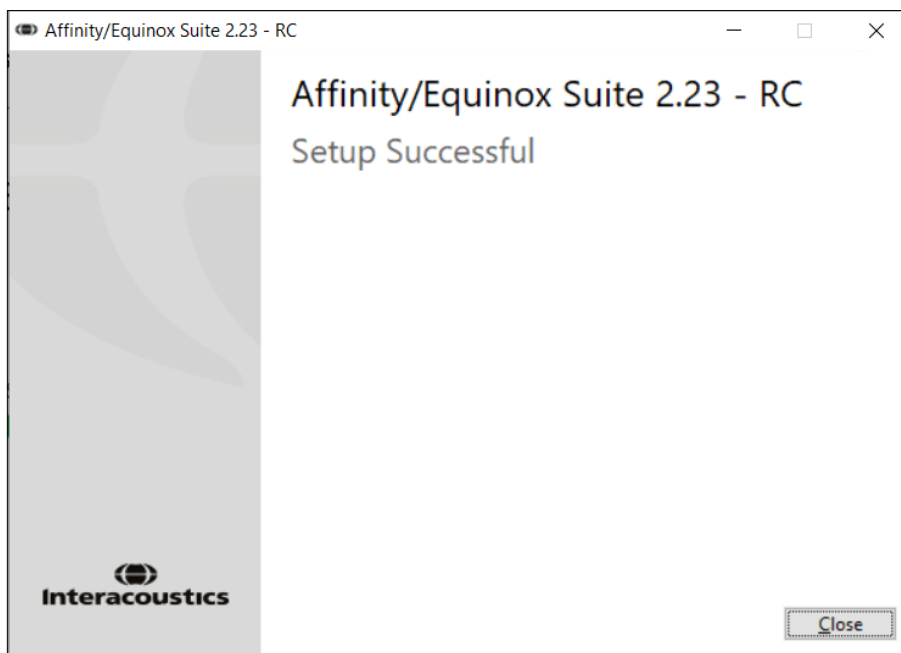 Affinity/Equinox Suite 2.23 - RC
Affinity/Equinox Suite 2.23 - RC
Setup Successful
Interacoustics
Close